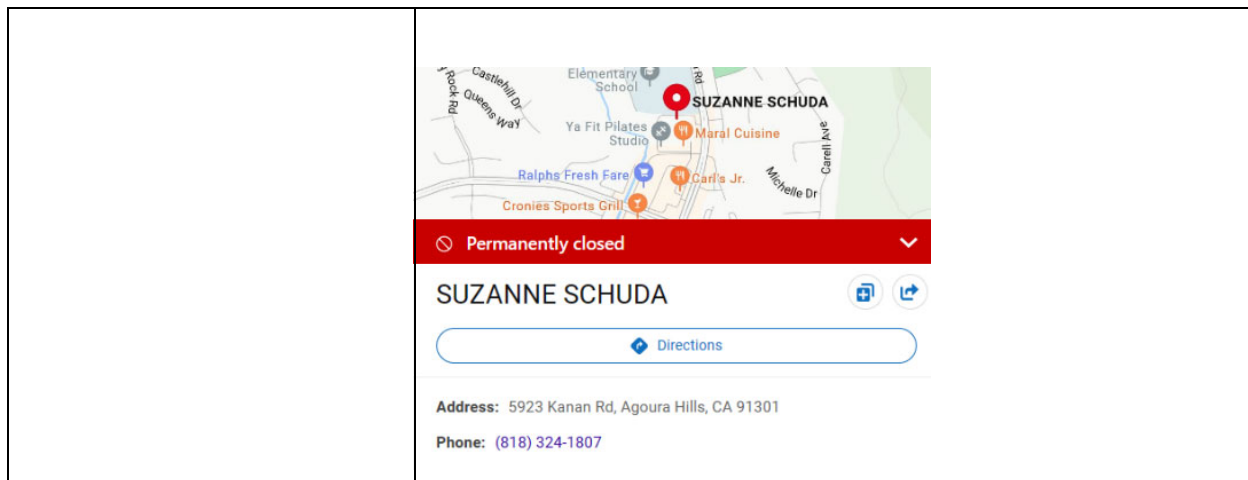 Castlehill Dr
Elementary
School
Rock Rd
Queens Way
Rd
SUZANNE SCHUDA
Ya Fit Pilates
Studio
Maral Cuisine
Carell Ave
Ralphs Fresh Fare
Carl's Jr.
Michelle Dr
Cronies Sports Grill
Permanently closed
SUZANNE SCHUDA
Directions
Address: 5923 Kanan Rd, Agoura Hills, CA 91301
Phone: (818) 324-1807